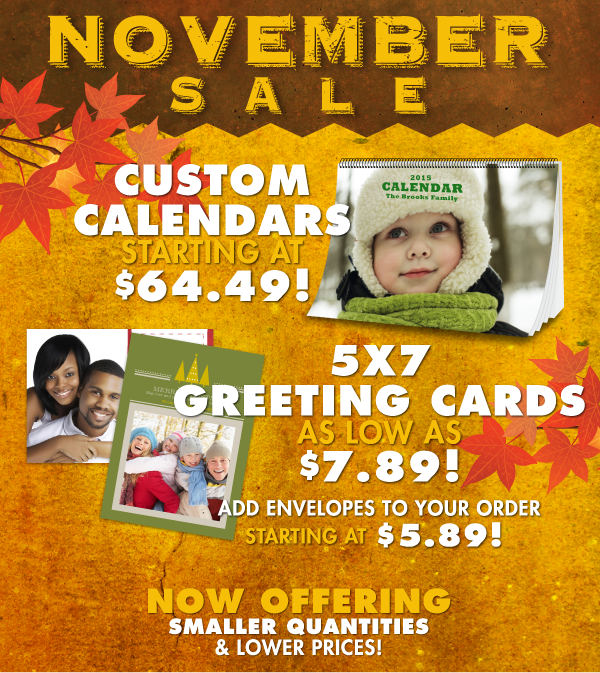 NOVEMBER
SALE
CUSTOM
CALENDARS
STARTING AT
$64.49!
2015
CALENDAR
The Brooks Family
5X7
GREETING CARDS
AS LOW AS
$7.89!
ADD ENVELOPES TO YOUR ORDER
STARTING AT $5.89!
NOW OFFERING
SMALLER QUANTITIES
& LOWER PRICES!